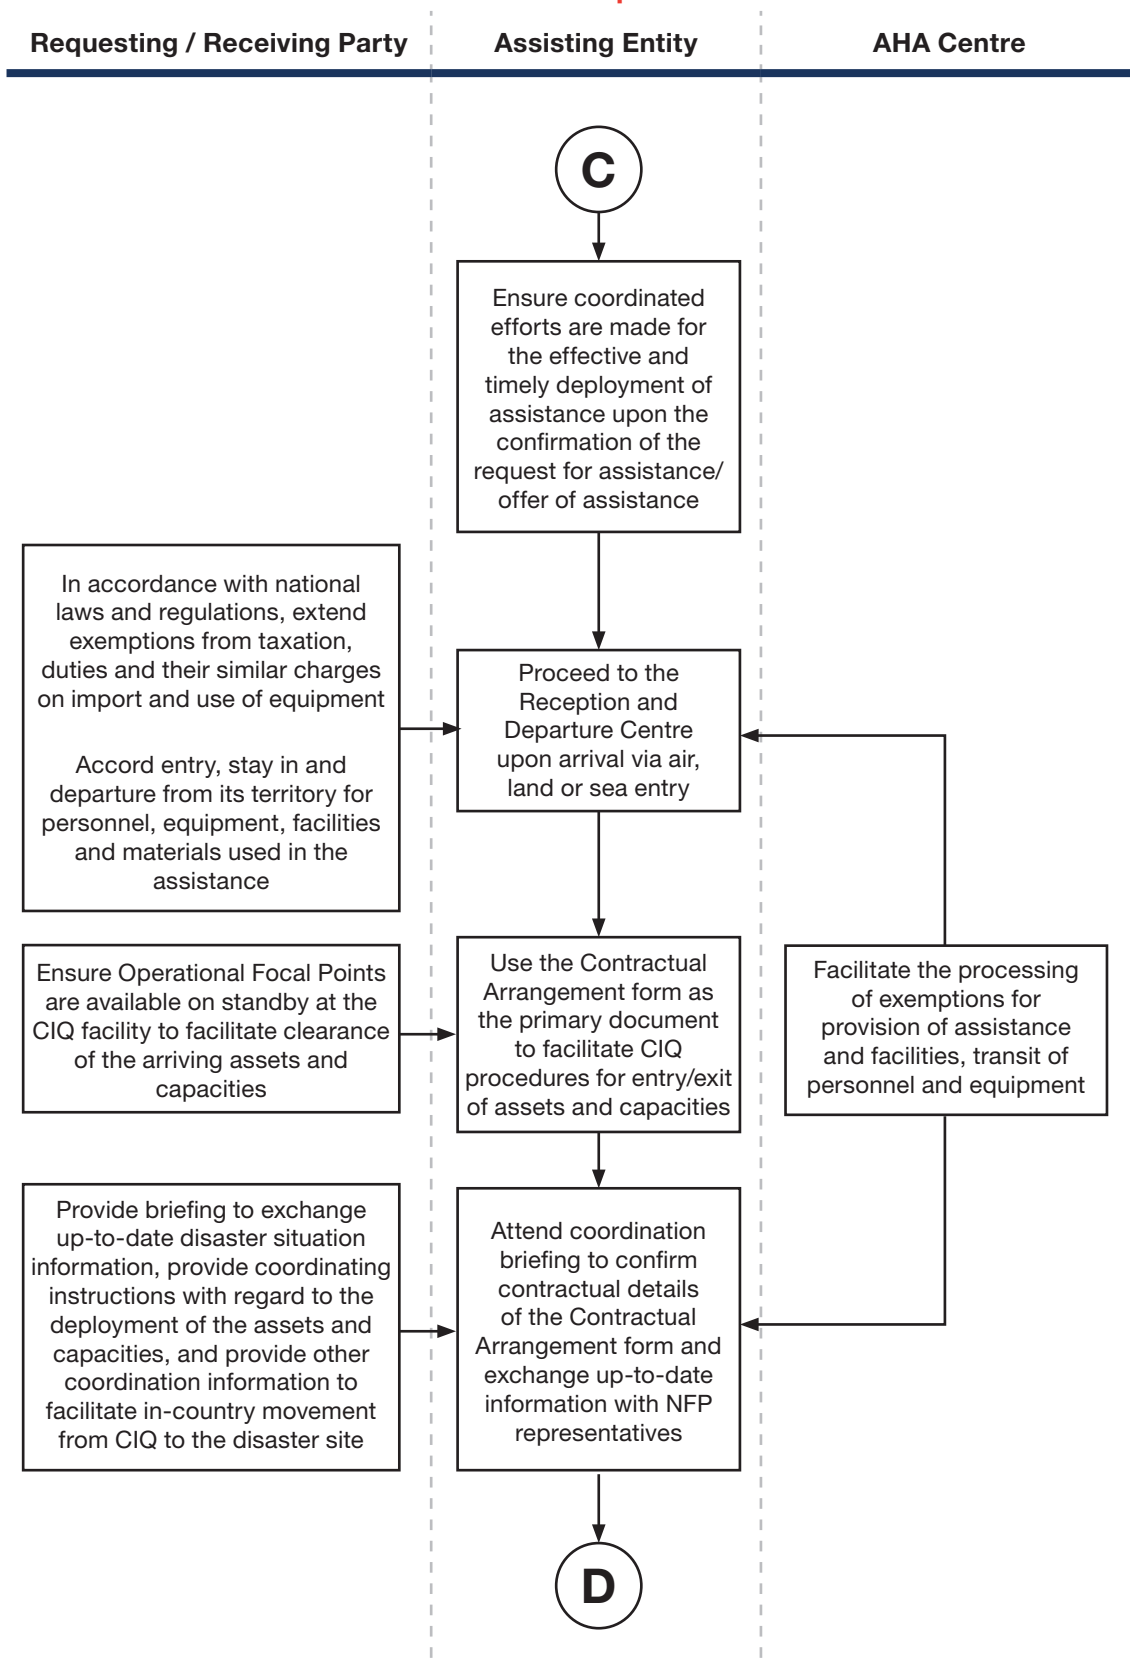 Requesting / Receiving Party
Assisting Entity
AHA Centre
C
Ensure coordinated
efforts are made for
the effective and
timely deployment of
assistance upon the
confirmation of the
request for assistance/
offer of assistance
In accordance with national
laws and regulations, extend
exemptions from taxation,
duties and their similar charges
on import and use of equipment
Accord entry, stay in and
departure from its territory for
personnel, equipment, facilities
and materials used in the
assistance
Proceed to the
Reception and
Departure Centre
upon arrival via air,
land or sea entry
Ensure Operational Focal Points
are available on standby at the
CIQ facility to facilitate clearance
of the arriving assets and
capacities
Use the Contractual
Arrangement form as
the primary document
to facilitate CIQ
procedures for entry/exit
of assets and capacities
Facilitate the processing
of exemptions for
provision of assistance
and facilities, transit of
personnel and equipment
Provide briefing to exchange
up-to-date disaster situation
information, provide coordinating
instructions with regard to the
deployment of the assets and
capacities, and provide other
coordination information to
facilitate in-country movement
from CIQ to the disaster site
Attend coordination
briefing to confirm
contractual details
of the Contractual
Arrangement form and
exchange up-to-date
information with NFP
representatives
D